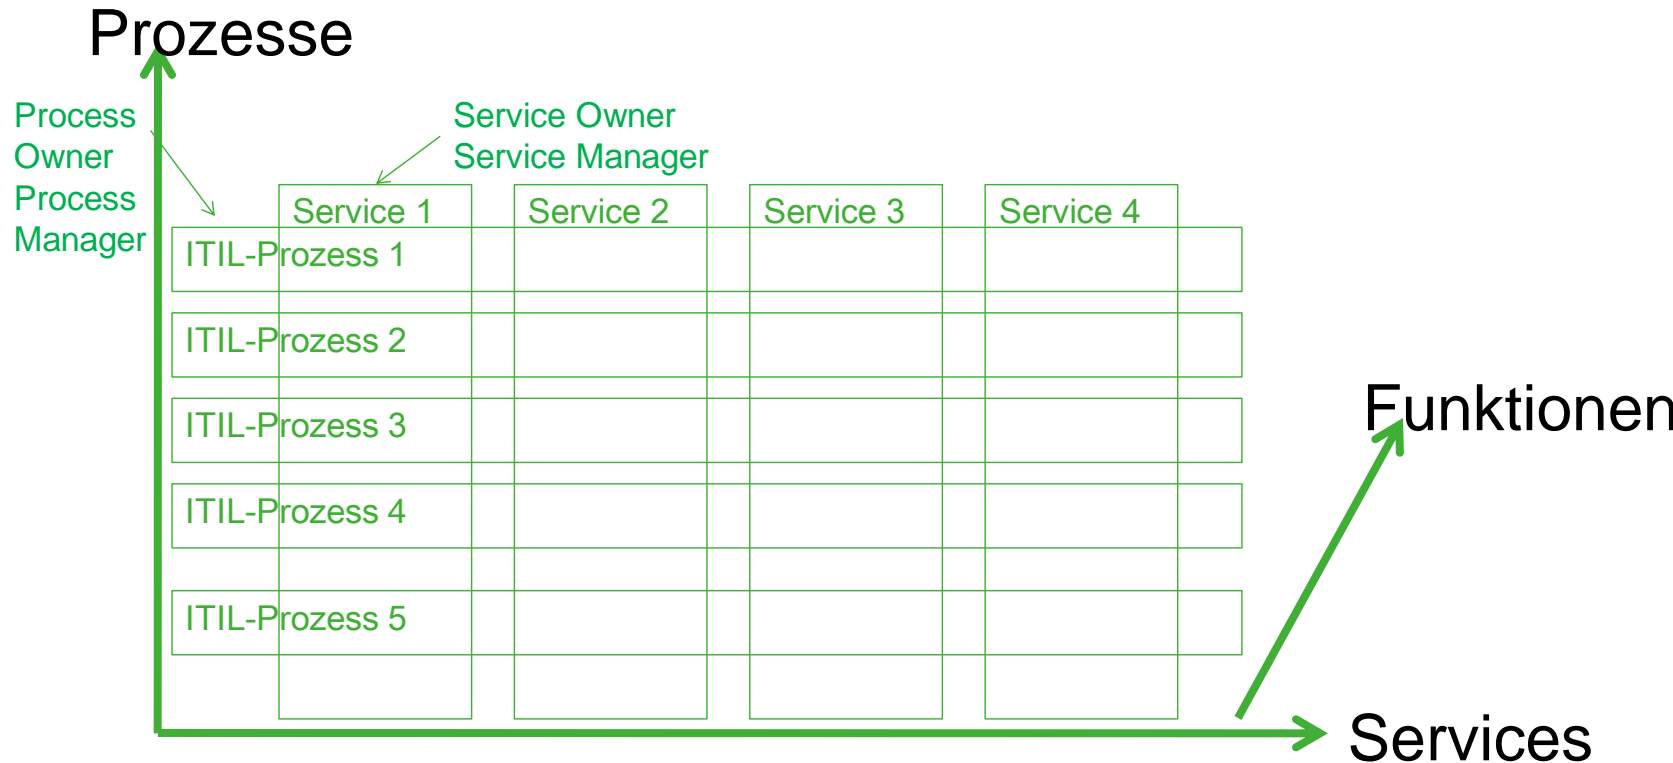 Prozesse
Process
Owner
Process
Manager
Service Owner
Service Manager
Service 1
Service 2
Service 3
Service 4
ITIL-Prozess 1
ITIL-Prozess 2
ITIL-Prozess 3
ITIL-Prozess 4
ITIL-Prozess 5
Funktionen
Services